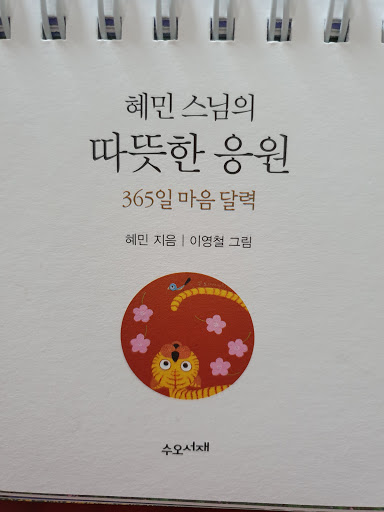 혜민 스님의
따뜻한 응원
365일 마음 달력
혜민 지음 | 이영철 그림
수오서재